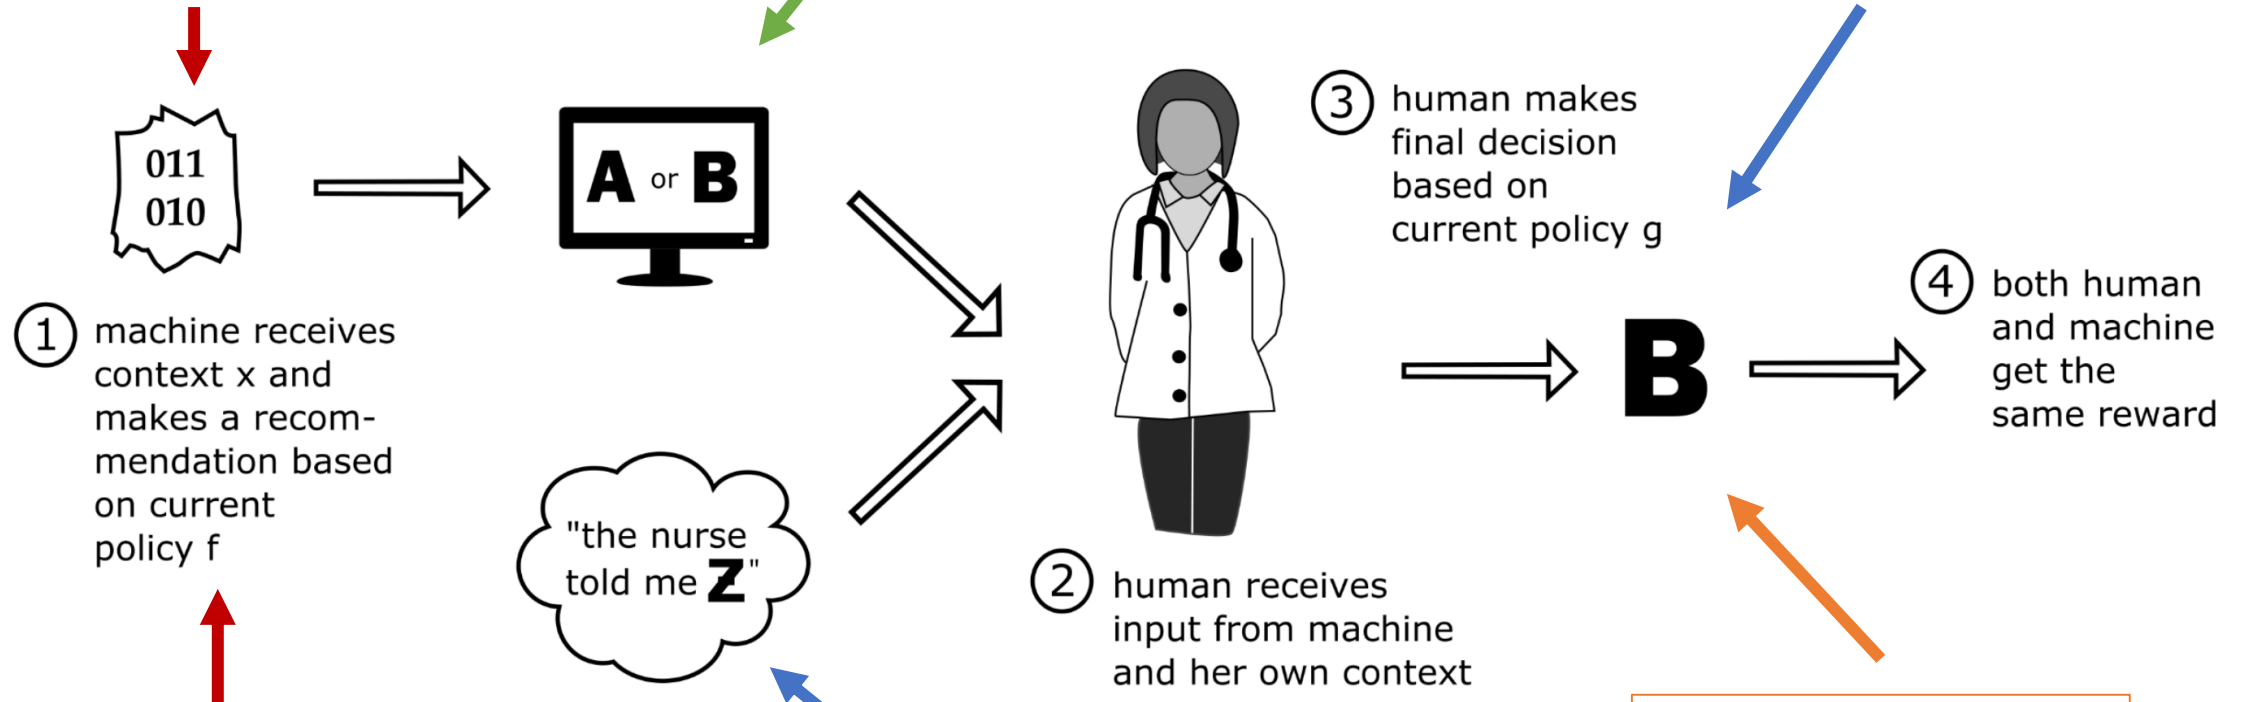 011
010
1
machine receives
context x and
makes a recom-
mendation based
on current
policy f
A or B
"the nurse
told me Z"
2
human receives
input from machine
and her own context
3
human makes
final decision
based on
current policy g
B
4
both human
and machine
get the
same reward